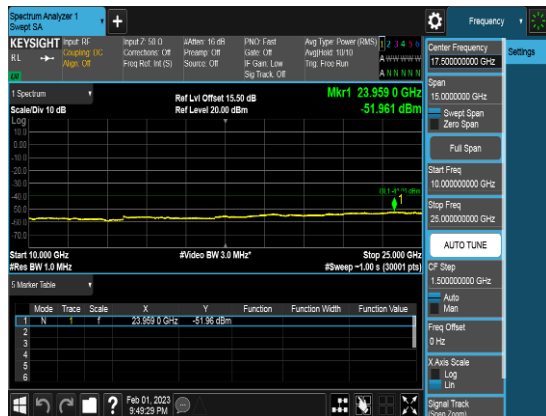 Spectrum Analyzer 1
Swept SA
Frequency
KEYSIGHT
Input: RF
Coupling: DC
Align: Off
Input Z: 50 Ω
Corrections: Off
Freq Ref: Int (S)
#Atten: 16 dB
Preamp: Off
Source: Off
PNO: Fast
Gate: Off
IF Gain: Low
Sig Track: Off
Avg Type: Power (RMS)
Avg|Hold: 10/10
Trig: Free Run
1 2 3 4 5 6
A W W W W W
A N N N N N
RL
LV
Center Frequency
17.500000000 GHz
Settings
Span
15.0000000 GHz
Swept Span
Zero Span
Full Span
Start Freq
10.000000000 GHz
Stop Freq
25.000000000 GHz
AUTO TUNE
CF Step
1.500000000 GHz
Auto
Man
Freq Offset
0 Hz
X Axis Scale
Log
Lin
Signal Track
(Span Zoom)
1 Spectrum
Scale/Div 10 dB
Ref Lvl Offset 15.50 dB
Ref Level 20.00 dBm
Mkr1 23.959 0 GHz
-51.961 dBm
Log
10.0
0.00
-10.0
-20.0
-30.0
-40.0
-50.0
-60.0
-70.0
1
Start 10.000 GHz
#Res BW 1.0 MHz
#Video BW 3.0 MHz*
Stop 25.000 GHz
#Sweep ~1.00 s (30001 pts)
5 Marker Table
Mode Trace Scale X Y Function Function Width Function Value
1 N 1 f 23.959 0 GHz -51.96 dBm
2
3
4
5
6
Feb 01, 2023
9:49:29 PM